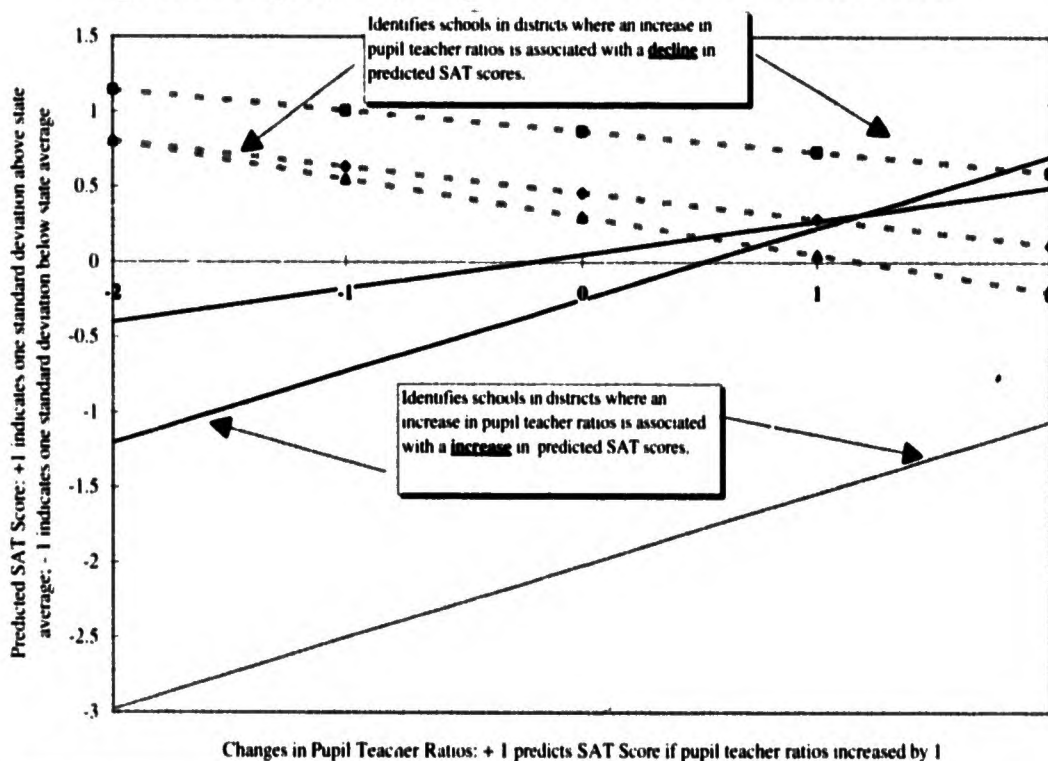 Identifies schools in districts where an increase in
pupil teacher ratios is associated with a decline in
predicted SAT scores.
1.5
1
0.5
0
-0.5
-1
-1.5
-2
-2.5
-3
-2
-1
0
1
Predicted SAT Score: +1 indicates one standard deviation above state
average; - 1 indicates one standard deviation below state average
Identifies schools in districts where an
increase in pupil teacher ratios is associated
with a increase in predicted SAT scores.
Changes in Pupil Teacher Ratios: + 1 predicts SAT Score if pupil teacher ratios increased by 1